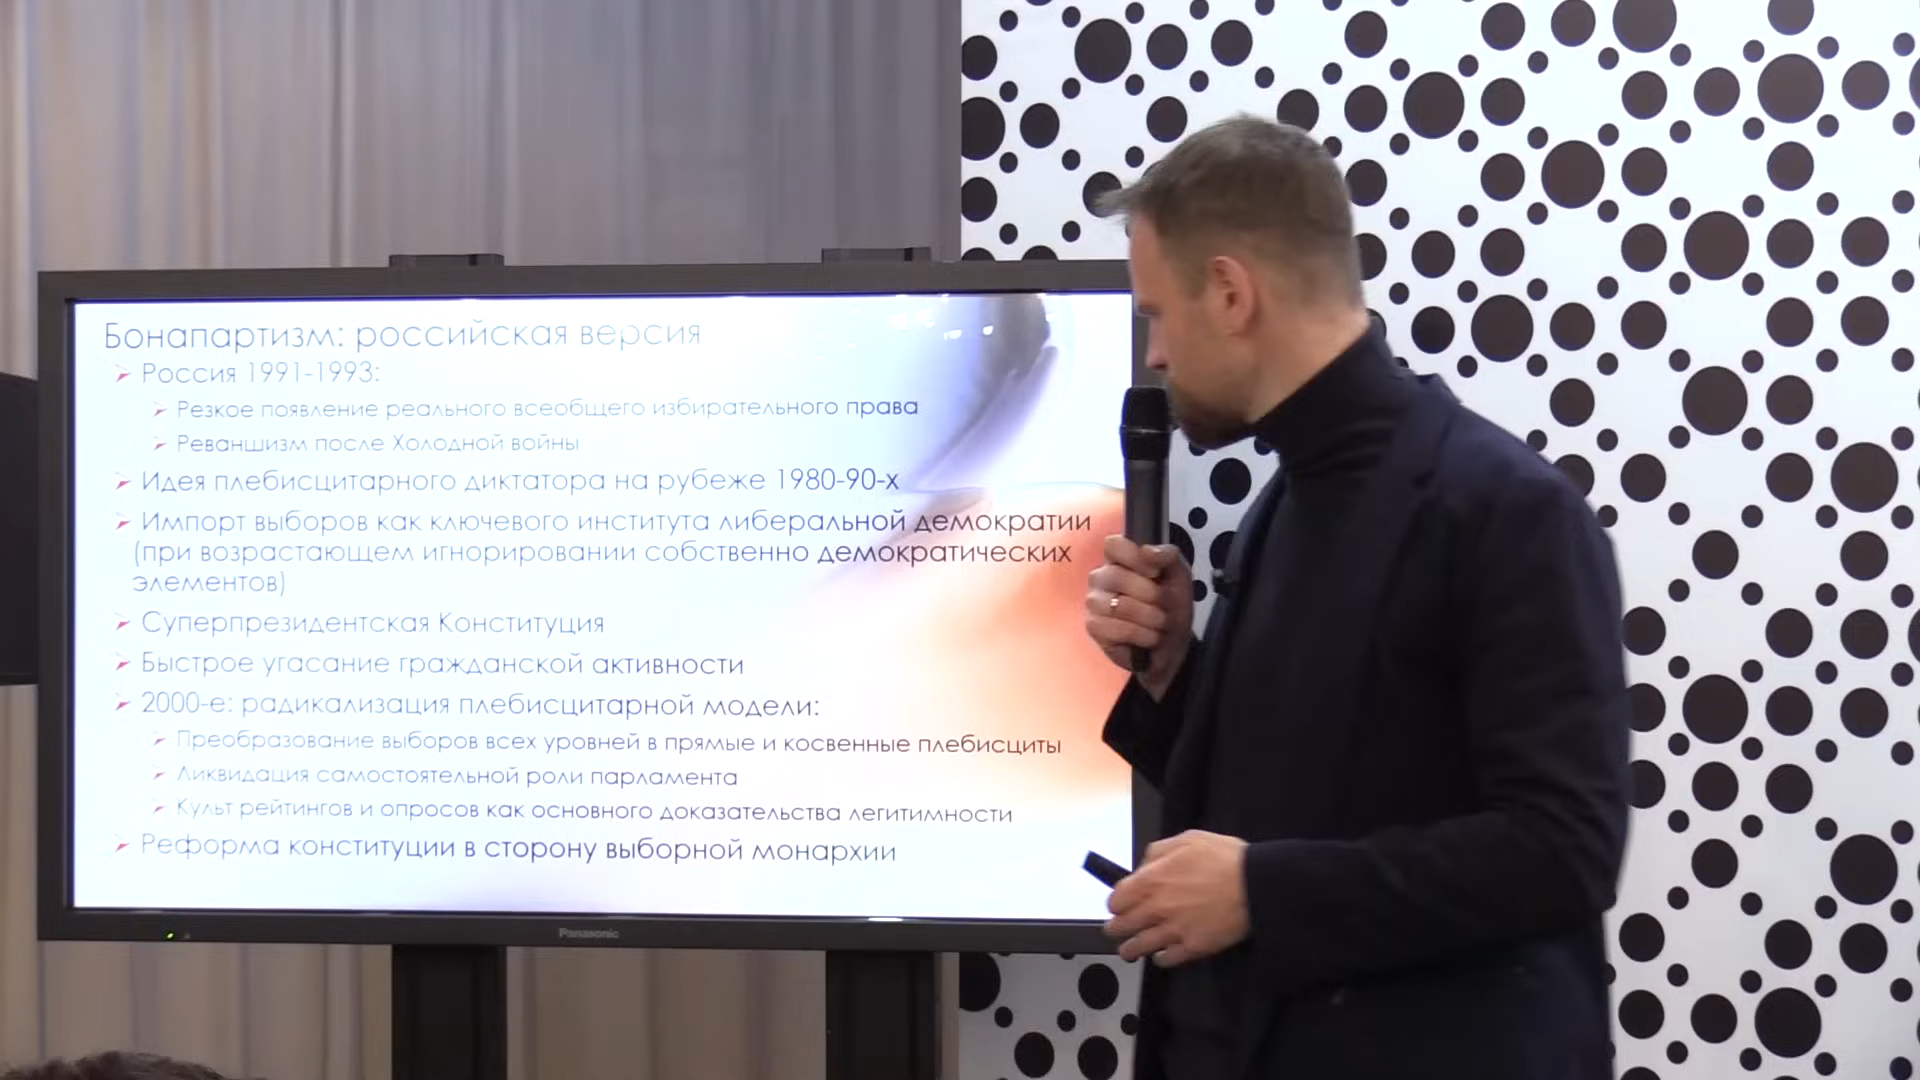 Бонапартизм: российская версия
Россия 1991-1993:
Резкое появление реального всеобщего избирательного права
Реваншизм после Холодной войны
Идея плебисцитарного диктатора на рубеже 1980-90-х
Импорт выборов как ключевого института либеральной демократии
(при возрастающем игнорировании собственно демократических
элементов)
Суперпрезидентская Конституция
Быстрое угасание гражданской активности
2000-е: радикализация плебисцитарной модели:
Преобразование выборов всех уровней в прямые и косвенные плебисциты
Ликвидация самостоятельной роли парламента
Культ рейтингов и опросов как основного доказательства легитимности
Реформа конституции в сторону выборной монархии
Panasonic